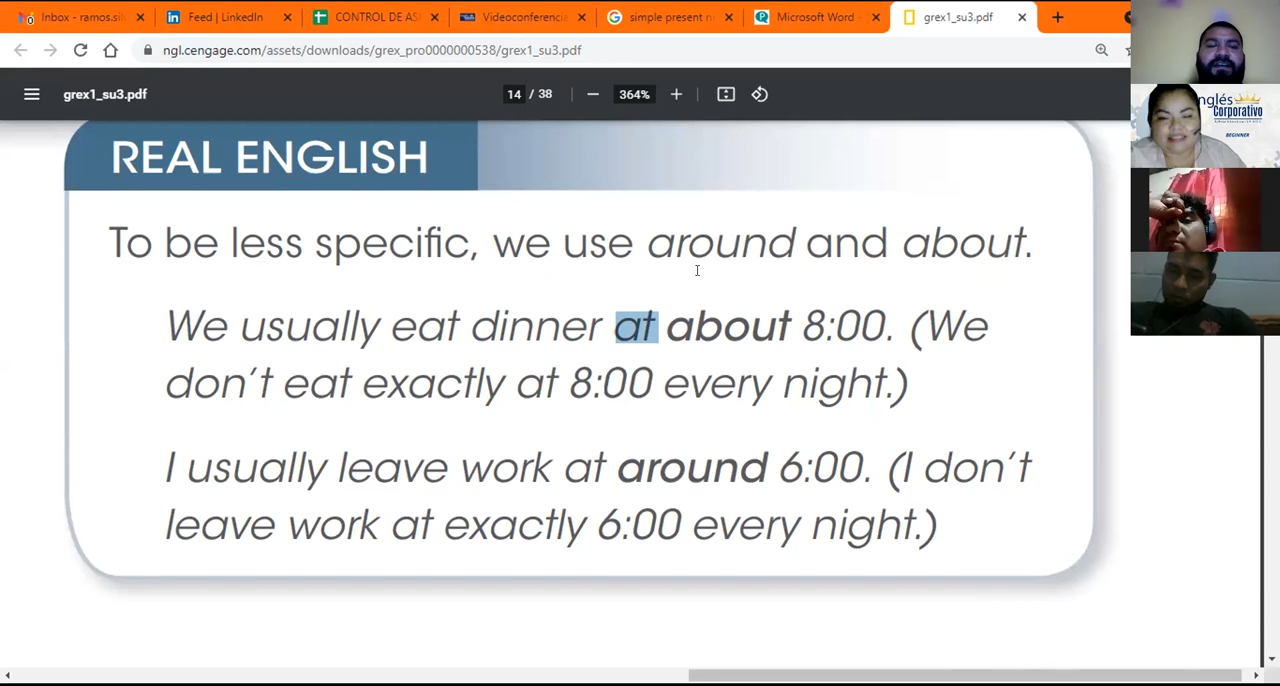 Inbox - ramos.sil
Feed | LinkedIn
CONTROL DE AS
Videoconferencia
simple present n
Microsoft Word -
grex1_su3.pdf
ngl.cengage.com/assets/downloads/grex_pro0000000538/grex1_su3.pdf
grex1_su3.pdf
14 / 38
364%
REAL ENGLISH
To be less specific, we use around and about.
We usually eat dinner at about 8:00. (We
don't eat exactly at 8:00 every night.)
I usually leave work at around 6:00. (I don't
leave work at exactly 6:00 every night.)
nglés
Corporativo
BEGINNER